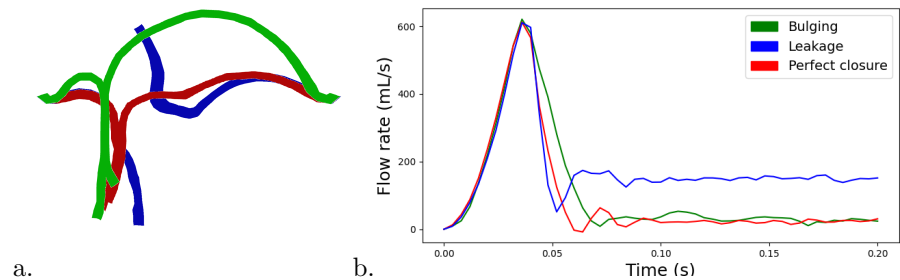 600
400
200
0
Flow rate (mL/s)
Bulging
Leakage
Perfect closure
0.00 0.05 0.10 0.15 0.20
Time (s)
a. b.